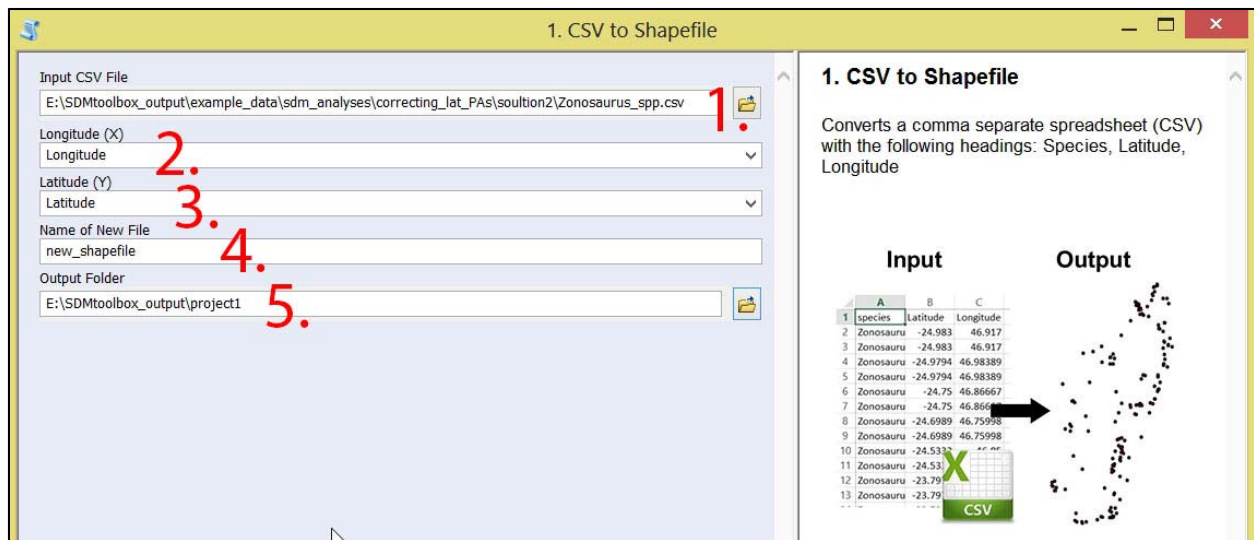 1. CSV to Shapefile
Input CSV File
E:\SDMtoolbox_output\example_data\sdm_analyses\correcting_lat_PAs\soultion2\Zonosaurus_spp.csv
1.
Longitude (X)
2.
Longitude
Latitude (Y)
Latitude
3.
Name of New File
new_shapefile
4.
Output Folder
E:\SDMtoolbox_output\project1
5.
1. CSV to Shapefile
Converts a comma separate spreadsheet (CSV)
with the following headings: Species, Latitude,
Longitude
Input Output
A B C
1 species Latitude Longitude
2 Zonosauru -24.983 46.917
3 Zonosauru -24.983 46.917
4 Zonosauru -24.9794 46.98389
5 Zonosauru -24.9794 46.98389
6 Zonosauru -24.75 46.86667
7 Zonosauru -24.75
8 Zonosauru -24.6989 46.75998
9 Zonosauru -24.6989 46.75998
10 Zonosauru
11 Zonosauru
12 Zonosauru
13 Zonosauru
X
CSV